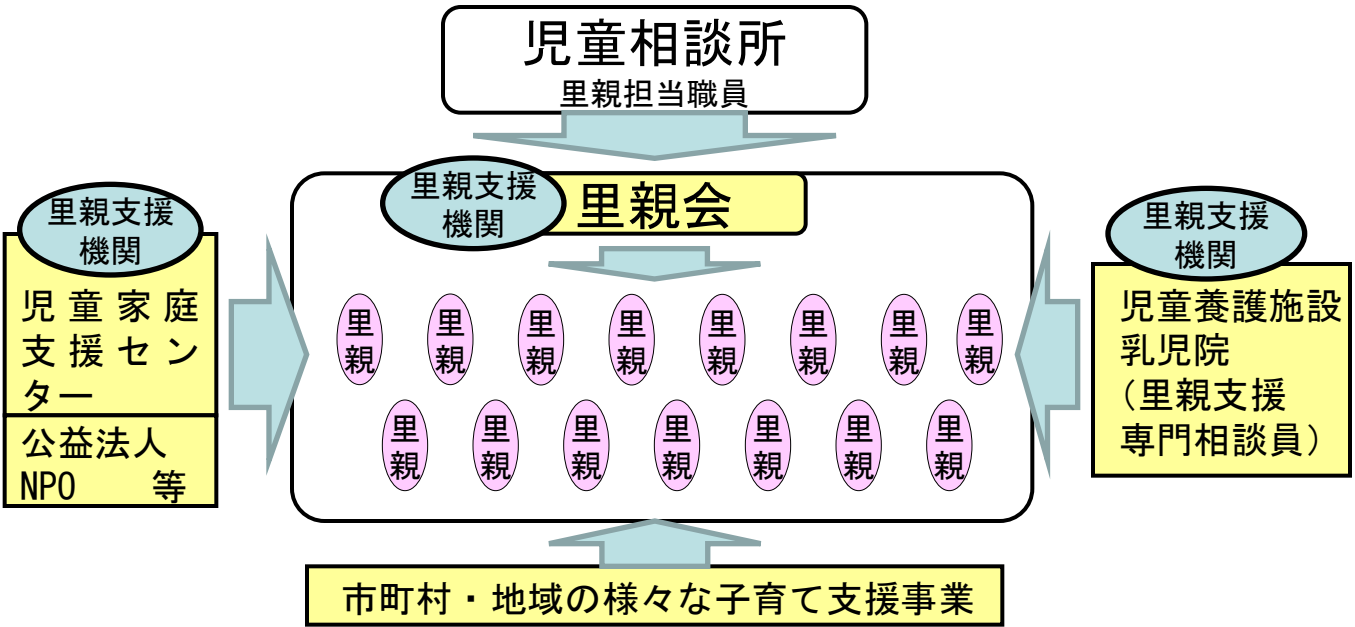 児童相談所
里親担当職員
里親支援
機関
里親会
里親支援
機関
児童家庭
支援セン
ター
公益法人
NPO 等
里親 里親 里親 里親 里親 里親 里親 里親
里親 里親 里親 里親 里親 里親 里親
里親支援
機関
児童養護施設
乳児院
（里親支援
専門相談員）
市町村・地域の様々な子育て支援事業